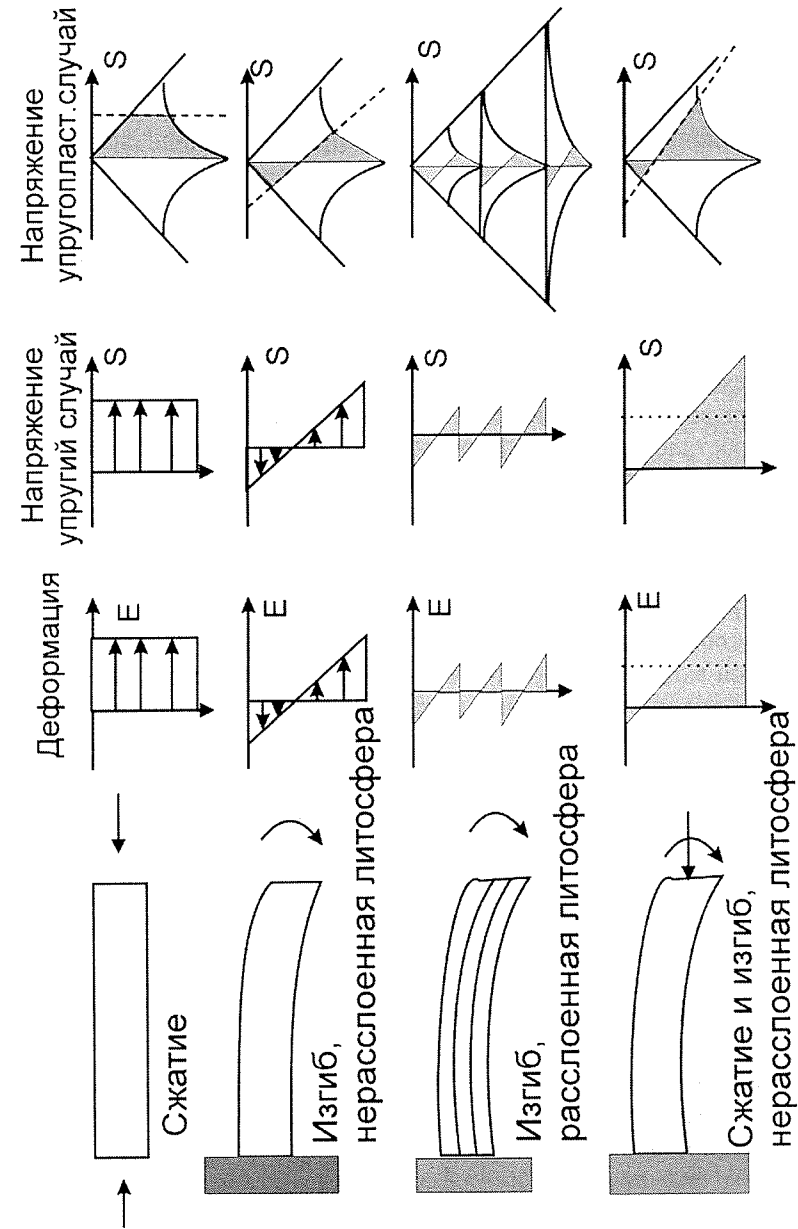 Деформация
Напряжение
упругий случай
Напряжение
упругопласт.случай
Сжатие
E
S
S
Изгиб,
нерасслоенная литосфера
E
S
S
Изгиб,
расслоенная литосфера
E
S
S
Сжатие и изгиб,
нерасслоенная литосфера
E
S
S